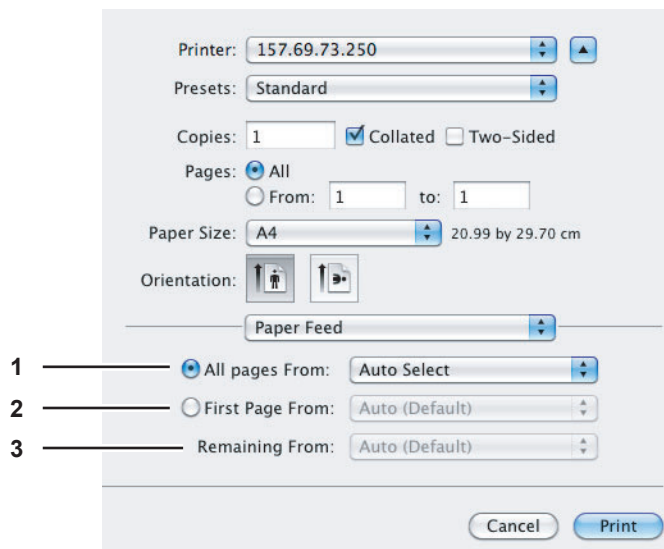 Printer: 157.69.73.250
Presets: Standard
Copies: 1 Collated Two-Sided
Pages: All
From: 1 to: 1
Paper Size: A4 20.99 by 29.70 cm
Orientation:
Paper Feed
1 All pages From: Auto Select
2 First Page From: Auto (Default)
3 Remaining From: Auto (Default)
Cancel Print